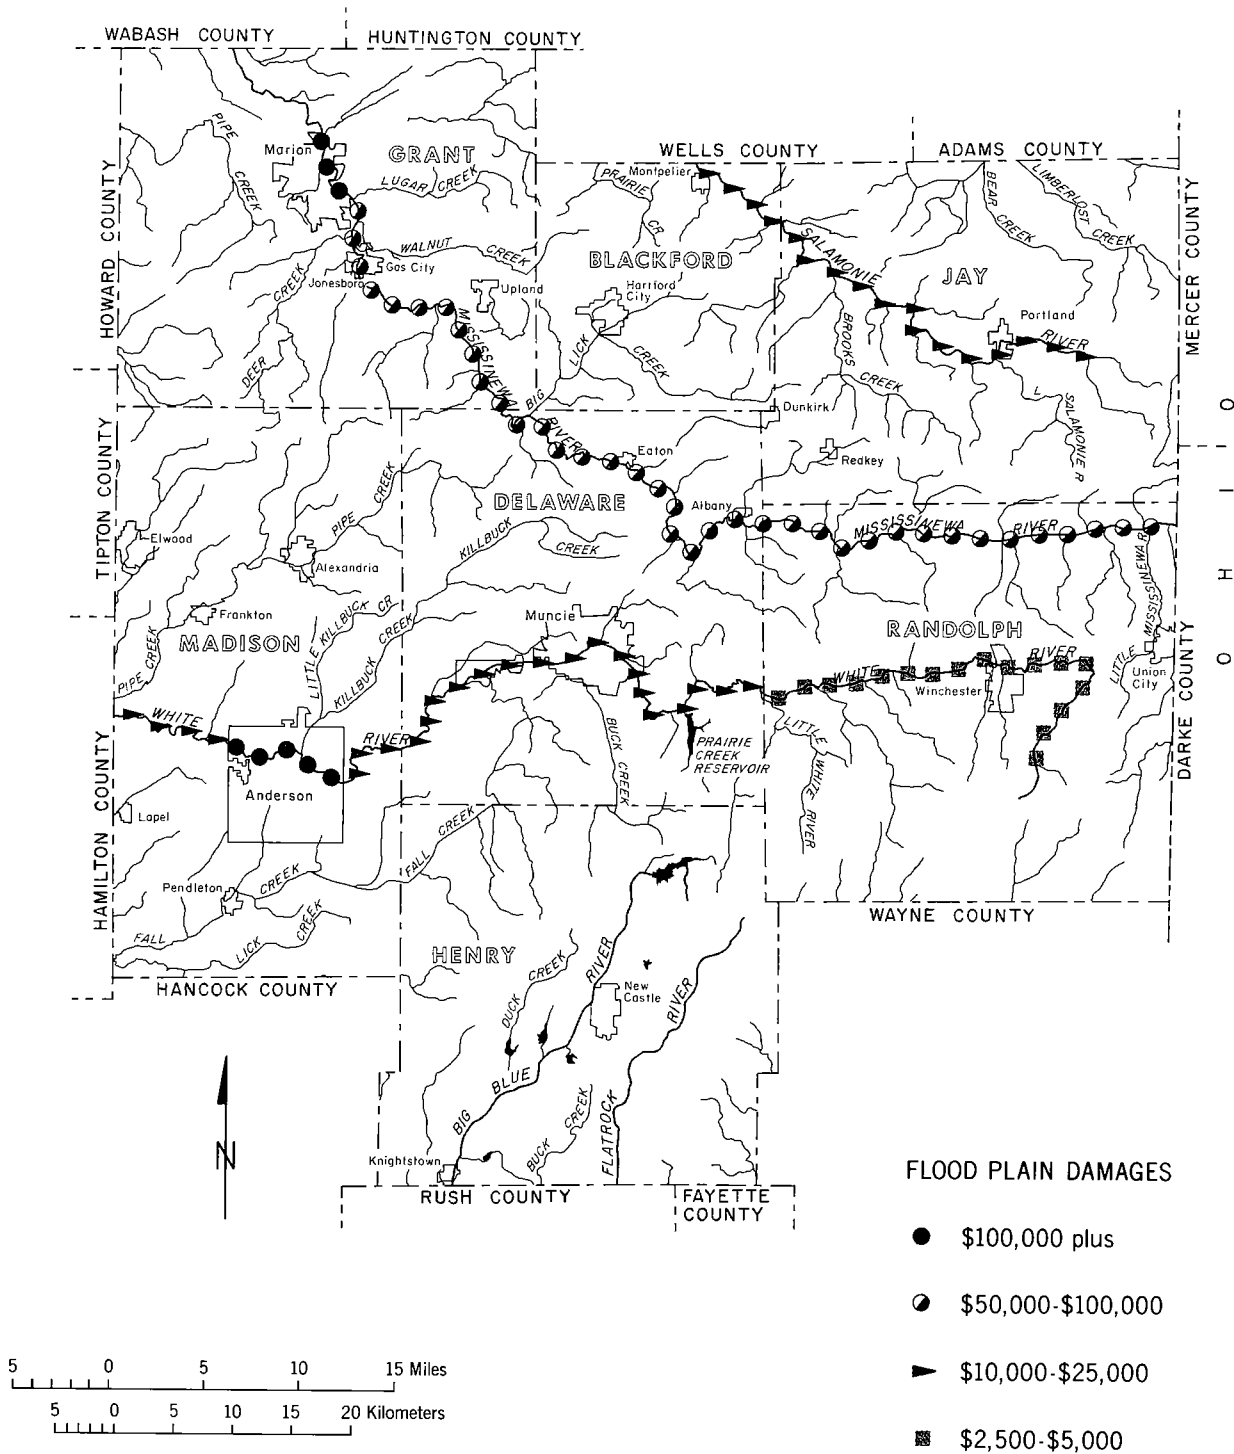 WABASH COUNTY
HUNTINGTON COUNTY
PIPE
CREEK
Marion
GRANT
LUGAR CREEK
WELLS COUNTY
ADAMS COUNTY
Montpelier
PRAIRIE
CR
BEAR
CREEK
LIMBERLOST
CREEK
HOWARD COUNTY
MERCER COUNTY
WALNUT
CREEK
Gas City
Jonesboro
CREEK
DEER
Upland
BLACKFORD
Hartford
City
SALAMONIE
RIVER
JAY
Portland
MISSISSINEWA
RIVER
BIG
LICK
CREEK
BROOKS
CREEK
L
SALAMONIE R
Dunkirk
Redkey
OHIO
TIPTON COUNTY
Elwood
PIPE
CREEK
Alexandria
DELAWARE
Eaton
KILLBUCK
CREEK
Albany
MISSISSINEWA
RIVER
LITTLE
MISSISSINEWA R
Frankton
MADISON
LITTLE KILLBUCK CR
KILLBUCK
CREEK
Muncie
RANDOLPH
PIPE CREEK
WHITE
RIVER
WHITE
RIVER
Winchester
Union
City
DARKE COUNTY
LITTLE
WHITE RIVER
PRAIRIE
CREEK
RESERVOIR
BUCK
CREEK
HAMILTON COUNTY
Anderson
Lapel
FALL
CREEK
Pendleton
CREEK
FALL
LICK
CREEK
WAYNE COUNTY
HENRY
HANCOCK COUNTY
DUCK
CREEK
RIVER
New
Castle
RIVER
BLUE
BIG
BUCK
CREEK
FLATROCK
Knightstown
RUSH COUNTY
FAYETTE
COUNTY
N
FLOOD PLAIN DAMAGES
$100,000 plus
$50,000-$100,000
$10,000-$25,000
$2,500-$5,000
5 0 5 10 15 Miles
5 0 5 10 15 20 Kilometers